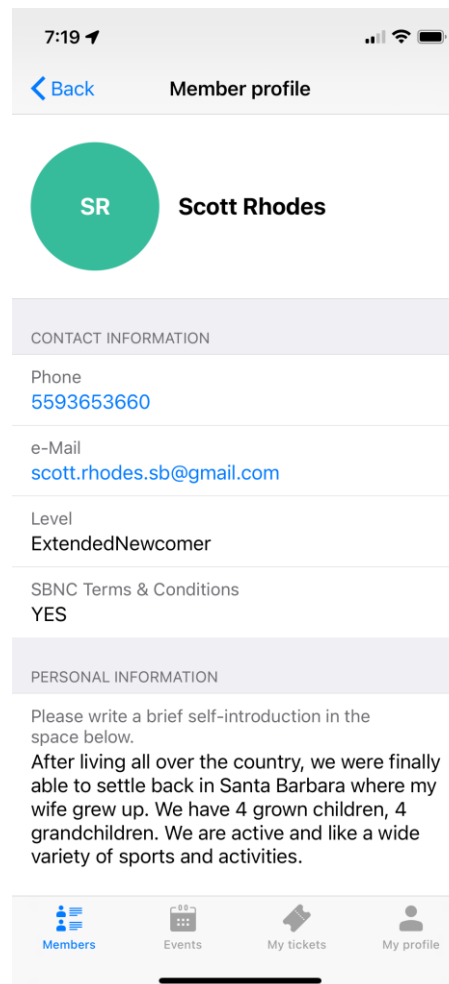 7:19
Back
Member profile
SR
Scott Rhodes
CONTACT INFORMATION
Phone
5593653660
e-Mail
scott.rhodes.sb@gmail.com
Level
ExtendedNewcomer
SBNC Terms & Conditions
YES
PERSONAL INFORMATION
Please write a brief self-introduction in the
space below.
After living all over the country, we were finally
able to settle back in Santa Barbara where my
wife grew up. We have 4 grown children, 4
grandchildren. We are active and like a wide
variety of sports and activities.
Members
Events
My tickets
My profile